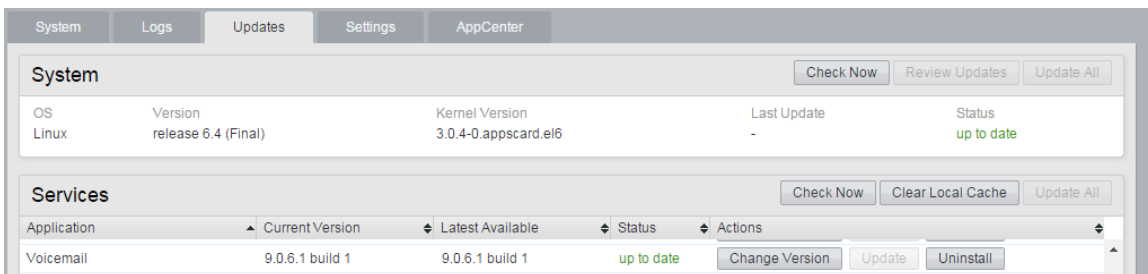 System Logs Updates Settings AppCenter
System Check Now Review Updates Update All
OS Version Kernel Version Last Update Status
Linux release 6.4 (Final) 3.0.4-0.appscard.el6 - up to date
Services Check Now Clear Local Cache Update All
Application Current Version Latest Available Status Actions
Voicemail 9.0.6.1 build 1 9.0.6.1 build 1 up to date Change Version Update Uninstall